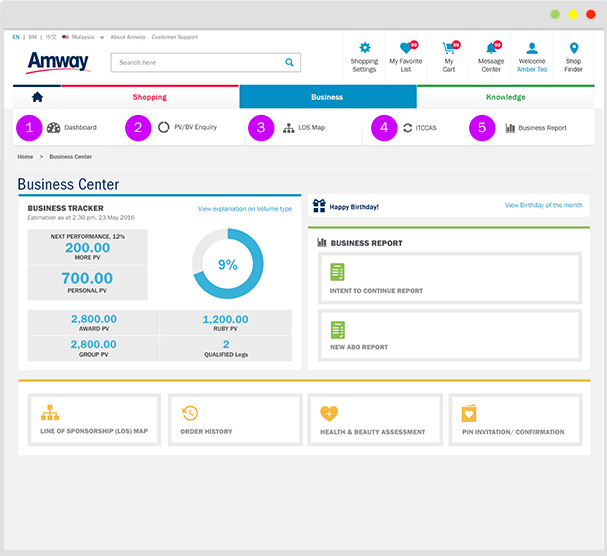 EN | BM | 中文 Malaysia About Amway Customer Support
Amway
Search here
Shopping Settings
99
My Favorite List
99
My Cart
99
Message Center
Welcome Amber Teo
Shop Finder
Shopping
Business
Knowledge
1 Dashboard
2 PV/BV Enquiry
3 LOS Map
4 ITCCAS
5 Business Report
Home > Business Center
Business Center
BUSINESS TRACKER
View explanation on Volume type
Estimation as at 2.30 pm, 23 May 2016
NEXT PERFORMANCE, 12%
200.00
MORE PV
700.00
PERSONAL PV
9%
2,800.00
AWARD PV
1,200.00
RUBY PV
2,800.00
GROUP PV
2
QUALIFIED Legs
Happy Birthday!
View Birthday of the month
BUSINESS REPORT
INTENT TO CONTINUE REPORT
NEW ABO REPORT
LINE OF SPONSORSHIP (LOS) MAP
ORDER HISTORY
HEALTH & BEAUTY ASSESSMENT
PIN INVITATION/ CONFIRMATION